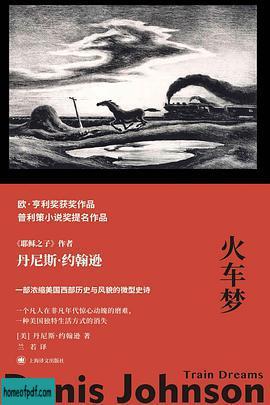 欧·亨利奖获奖作品
普利策小说奖提名作品
《耶稣之子》作者
丹尼斯·约翰逊
一部浓缩美国西部历史与风貌的微型史诗
一个凡人在非凡年代惊心动魄的磨难，
一种美国独特生活方式的消失
[美] 丹尼斯·约翰逊 著
兰若 译
上海译文出版社
火车梦
Train Dreams
Denis Johnson
homeofpdf.com